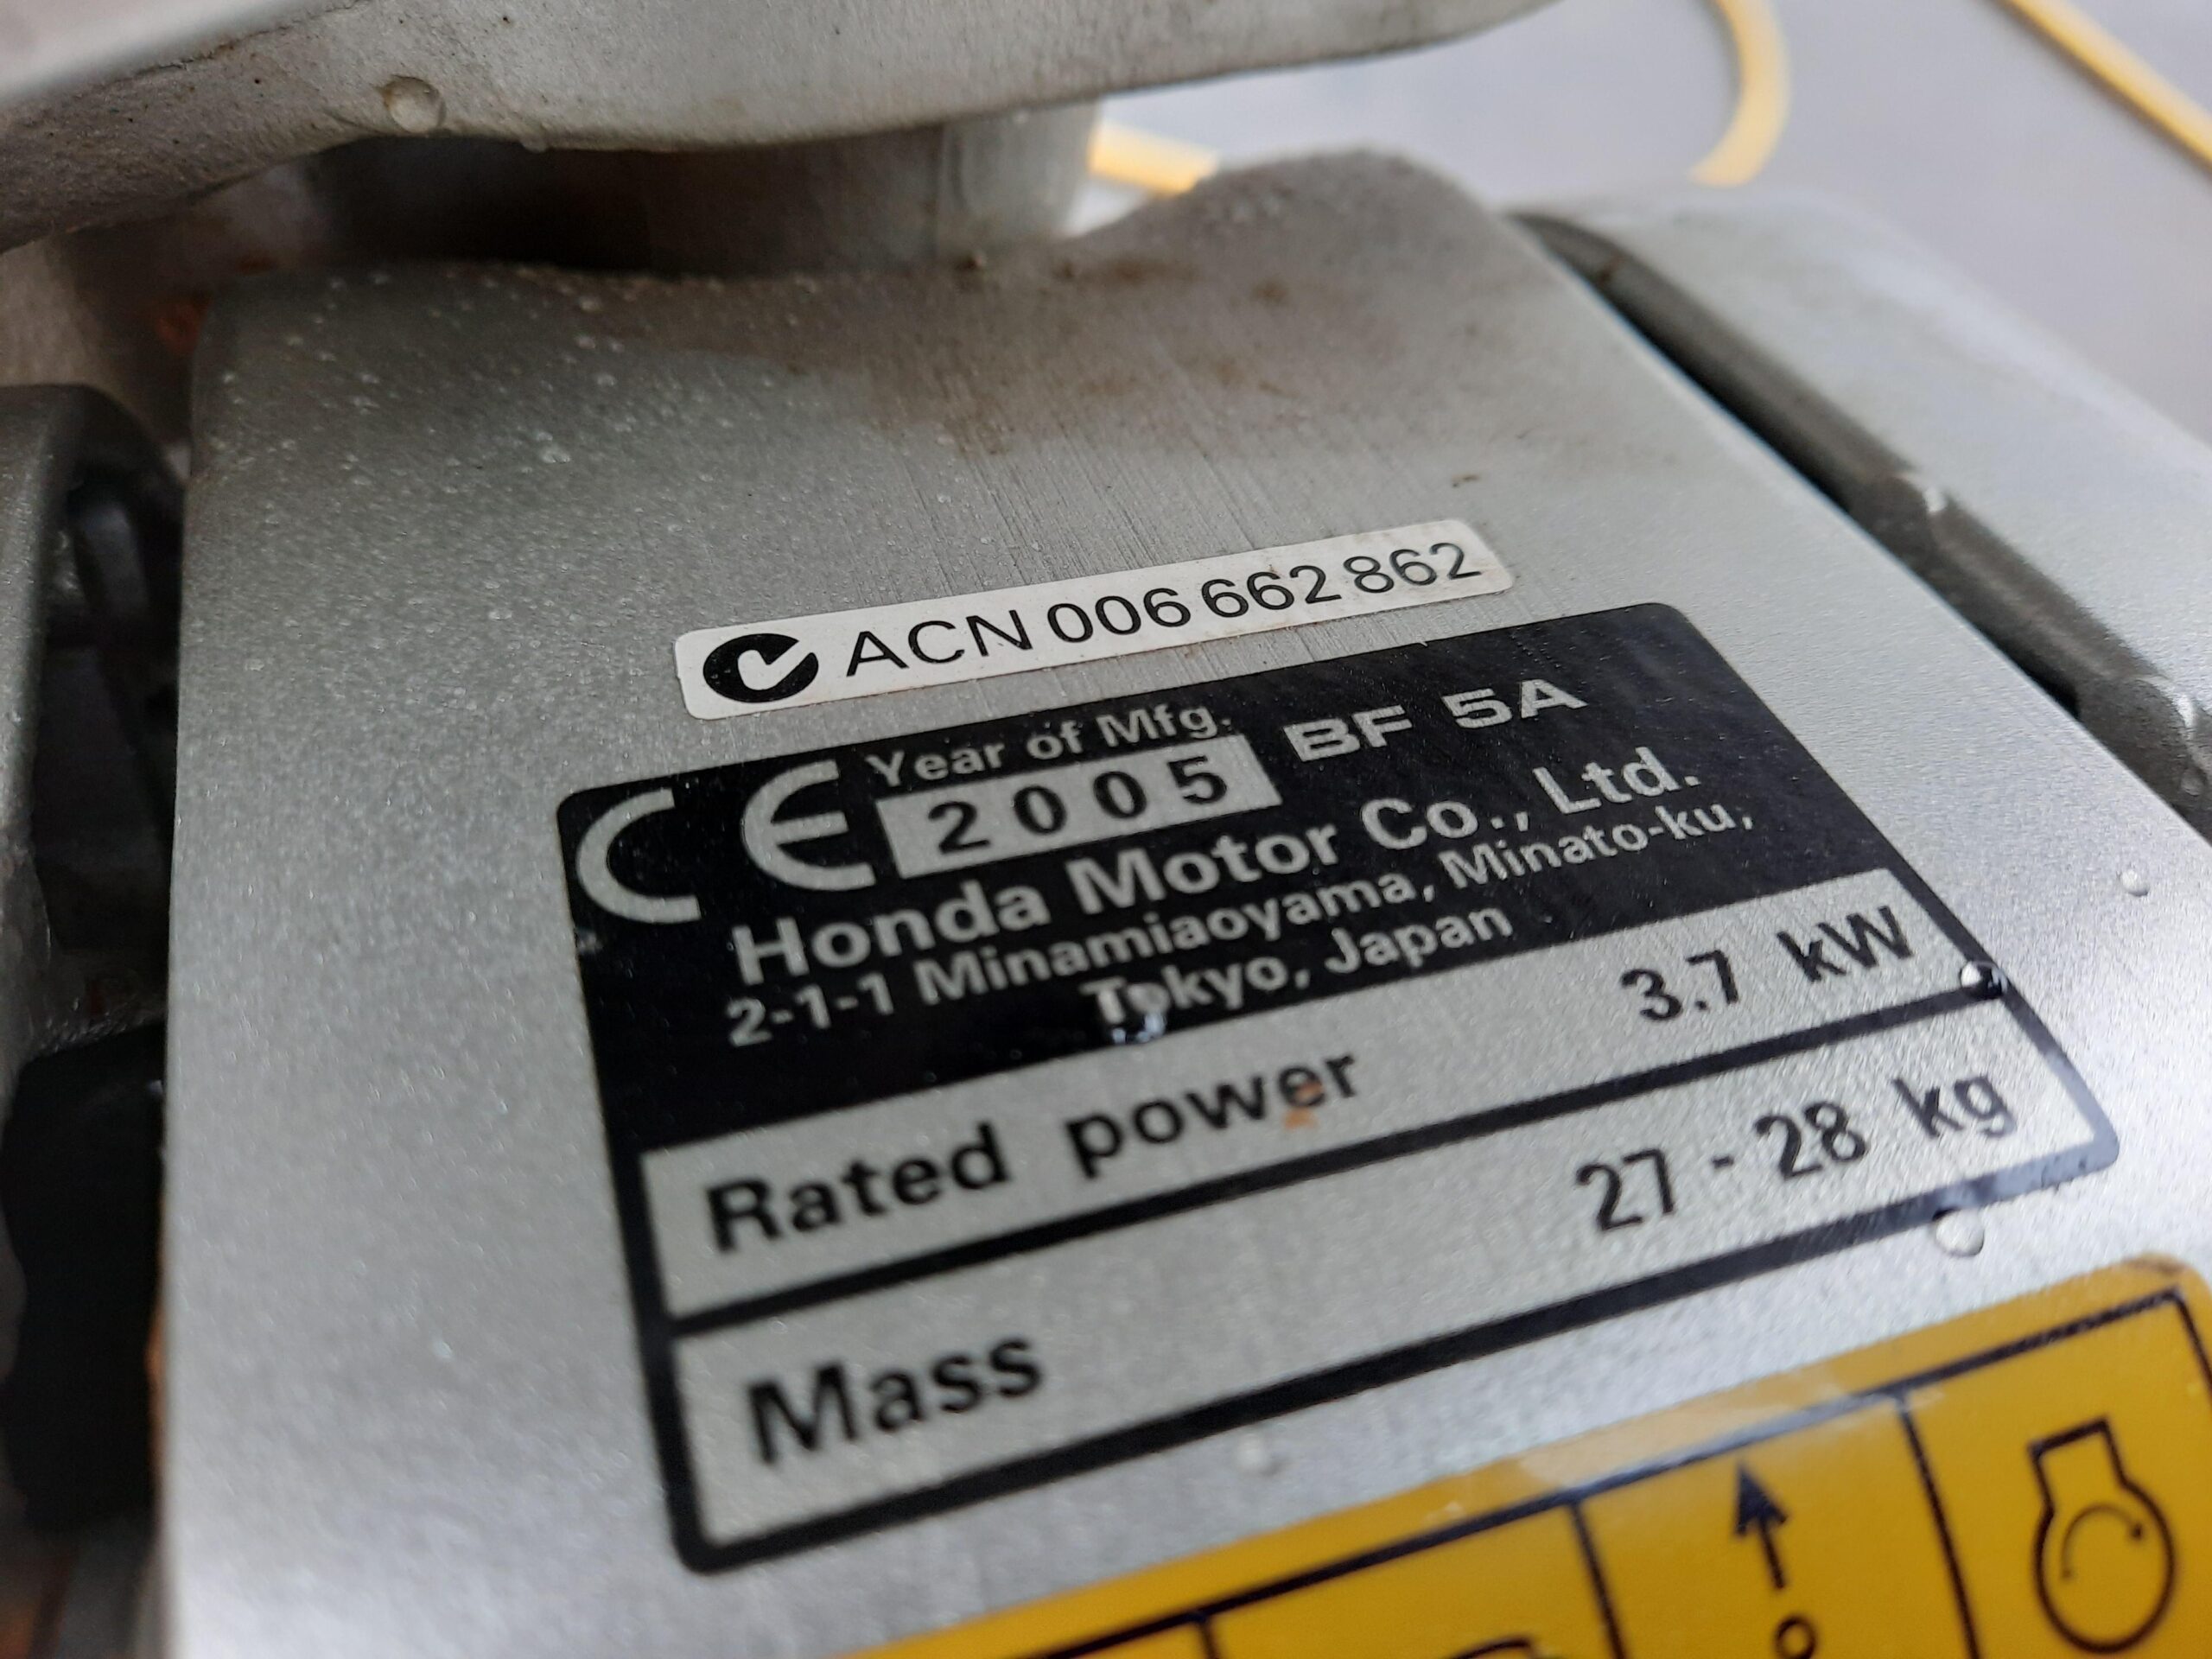 ACN 006 662 862
CE Year of Mfg. BF 5A
2005
Honda Motor Co., Ltd.
2-1-1 Minamiaoyama, Minato-ku,
Tokyo, Japan
Rated power 3.7 kW
Mass 27 - 28 kg